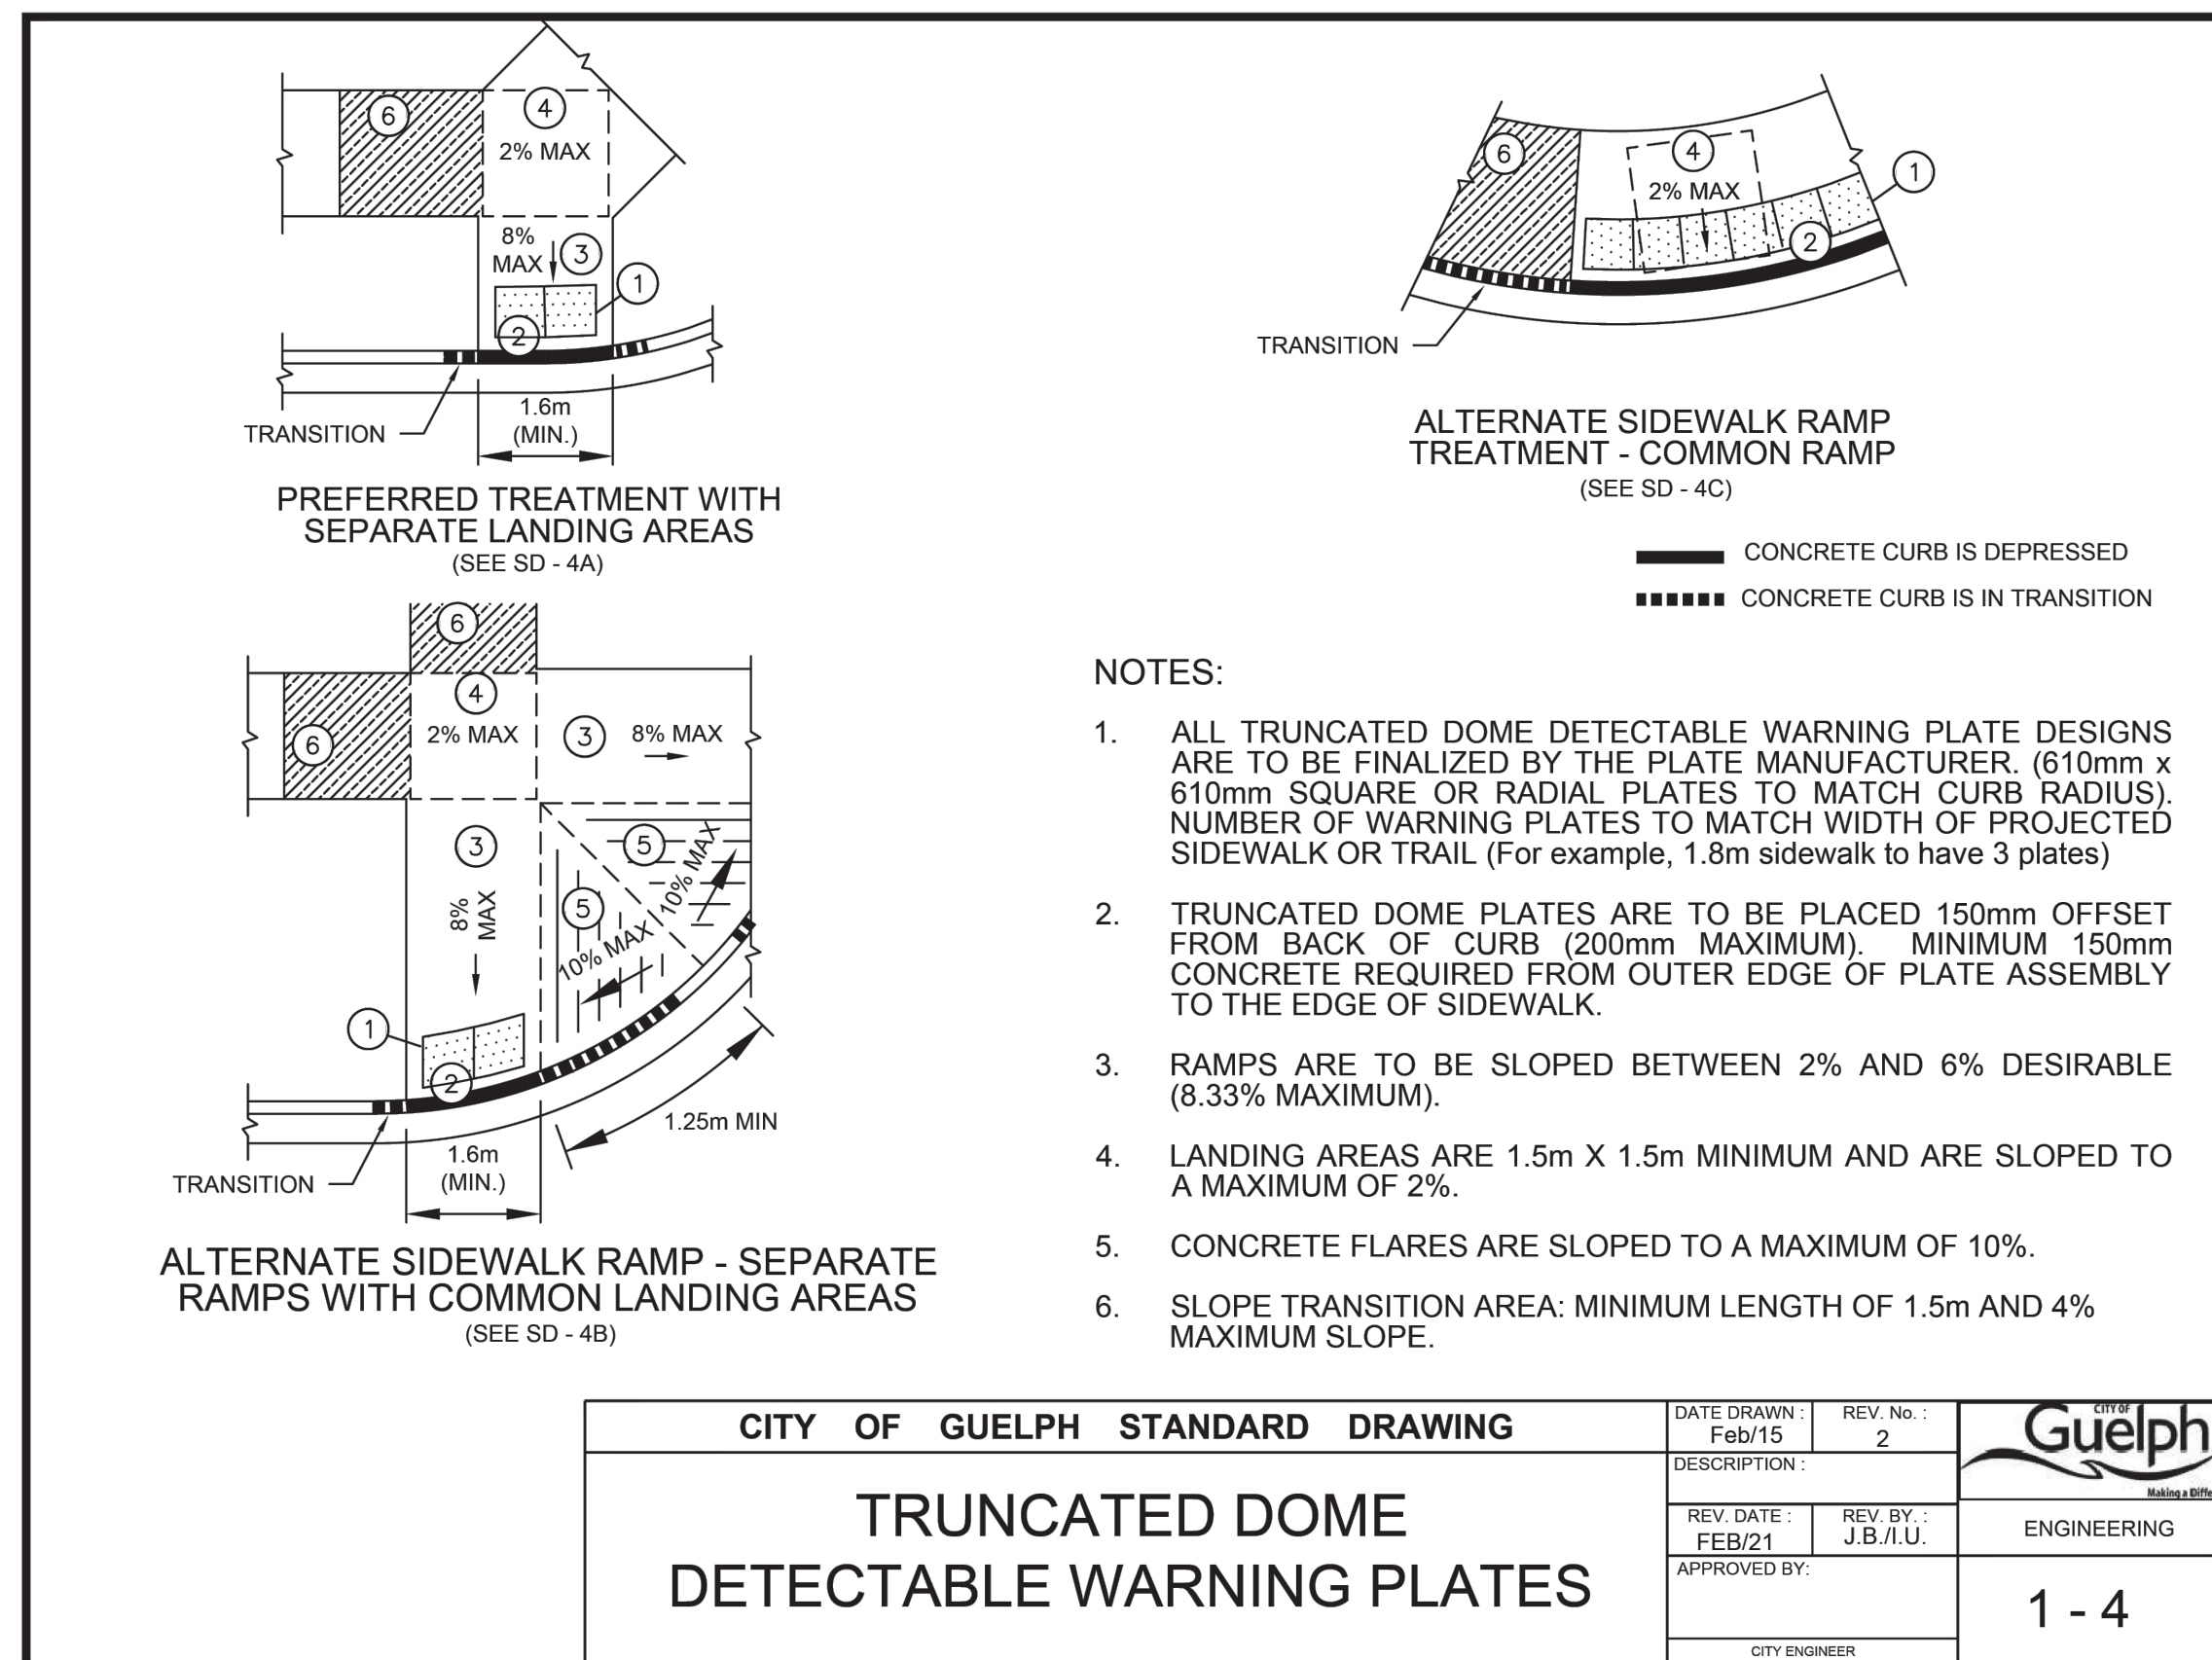 6
4
2% MAX
8%
MAX
3
1
2
TRANSITION
1.6m
(MIN.)
PREFERRED TREATMENT WITH
SEPARATE LANDING AREAS
(SEE SD - 4A)
6
4
2% MAX
1
2
TRANSITION
ALTERNATE SIDEWALK RAMP
TREATMENT - COMMON RAMP
(SEE SD - 4C)
CONCRETE CURB IS DEPRESSED
CONCRETE CURB IS IN TRANSITION
6
4
6
2% MAX
3
8% MAX
3
5
10% MAX
8%
MAX
5
10% MAX
1
2
1.25m MIN
TRANSITION
1.6m
(MIN.)
ALTERNATE SIDEWALK RAMP - SEPARATE
RAMPS WITH COMMON LANDING AREAS
(SEE SD - 4B)
NOTES:
1. ALL TRUNCATED DOME DETECTABLE WARNING PLATE DESIGNS
ARE TO BE FINALIZED BY THE PLATE MANUFACTURER. (610mm x
610mm SQUARE OR RADIAL PLATES TO MATCH CURB RADIUS).
NUMBER OF WARNING PLATES TO MATCH WIDTH OF PROJECTED
SIDEWALK OR TRAIL (For example, 1.8m sidewalk to have 3 plates)
2. TRUNCATED DOME PLATES ARE TO BE PLACED 150mm OFFSET
FROM BACK OF CURB (200mm MAXIMUM). MINIMUM 150mm
CONCRETE REQUIRED FROM OUTER EDGE OF PLATE ASSEMBLY
TO THE EDGE OF SIDEWALK.
3. RAMPS ARE TO BE SLOPED BETWEEN 2% AND 6% DESIRABLE
(8.33% MAXIMUM).
4. LANDING AREAS ARE 1.5m X 1.5m MINIMUM AND ARE SLOPED TO
A MAXIMUM OF 2%.
5. CONCRETE FLARES ARE SLOPED TO A MAXIMUM OF 10%.
6. SLOPE TRANSITION AREA: MINIMUM LENGTH OF 1.5m AND 4%
MAXIMUM SLOPE.
CITY OF GUELPH STANDARD DRAWING
TRUNCATED DOME
DETECTABLE WARNING PLATES
DATE DRAWN :
Feb/15
REV. No. :
2
DESCRIPTION :
REV. DATE :
FEB/21
REV. BY. :
J.B./I.U.
APPROVED BY:
CITY ENGINEER
CITY OF
Guelph
Making a
ENGINEERING
1 - 4